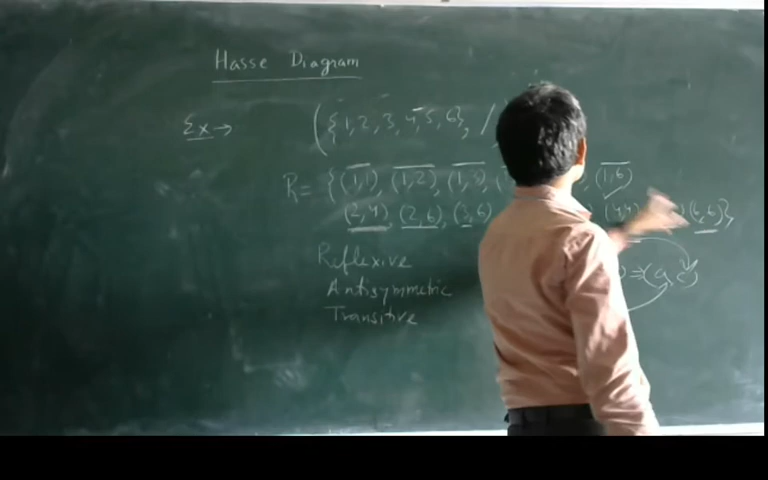 Hasse Diagram
Ex → ({1,2,3,4,5,6}, /
R = {(1,1), (1,2), (1,3), (1, (1,6)
(2,4), (2,6), (3,6) (4,4) (6,6)},
Reflexive
Antisymmetric
Transitive